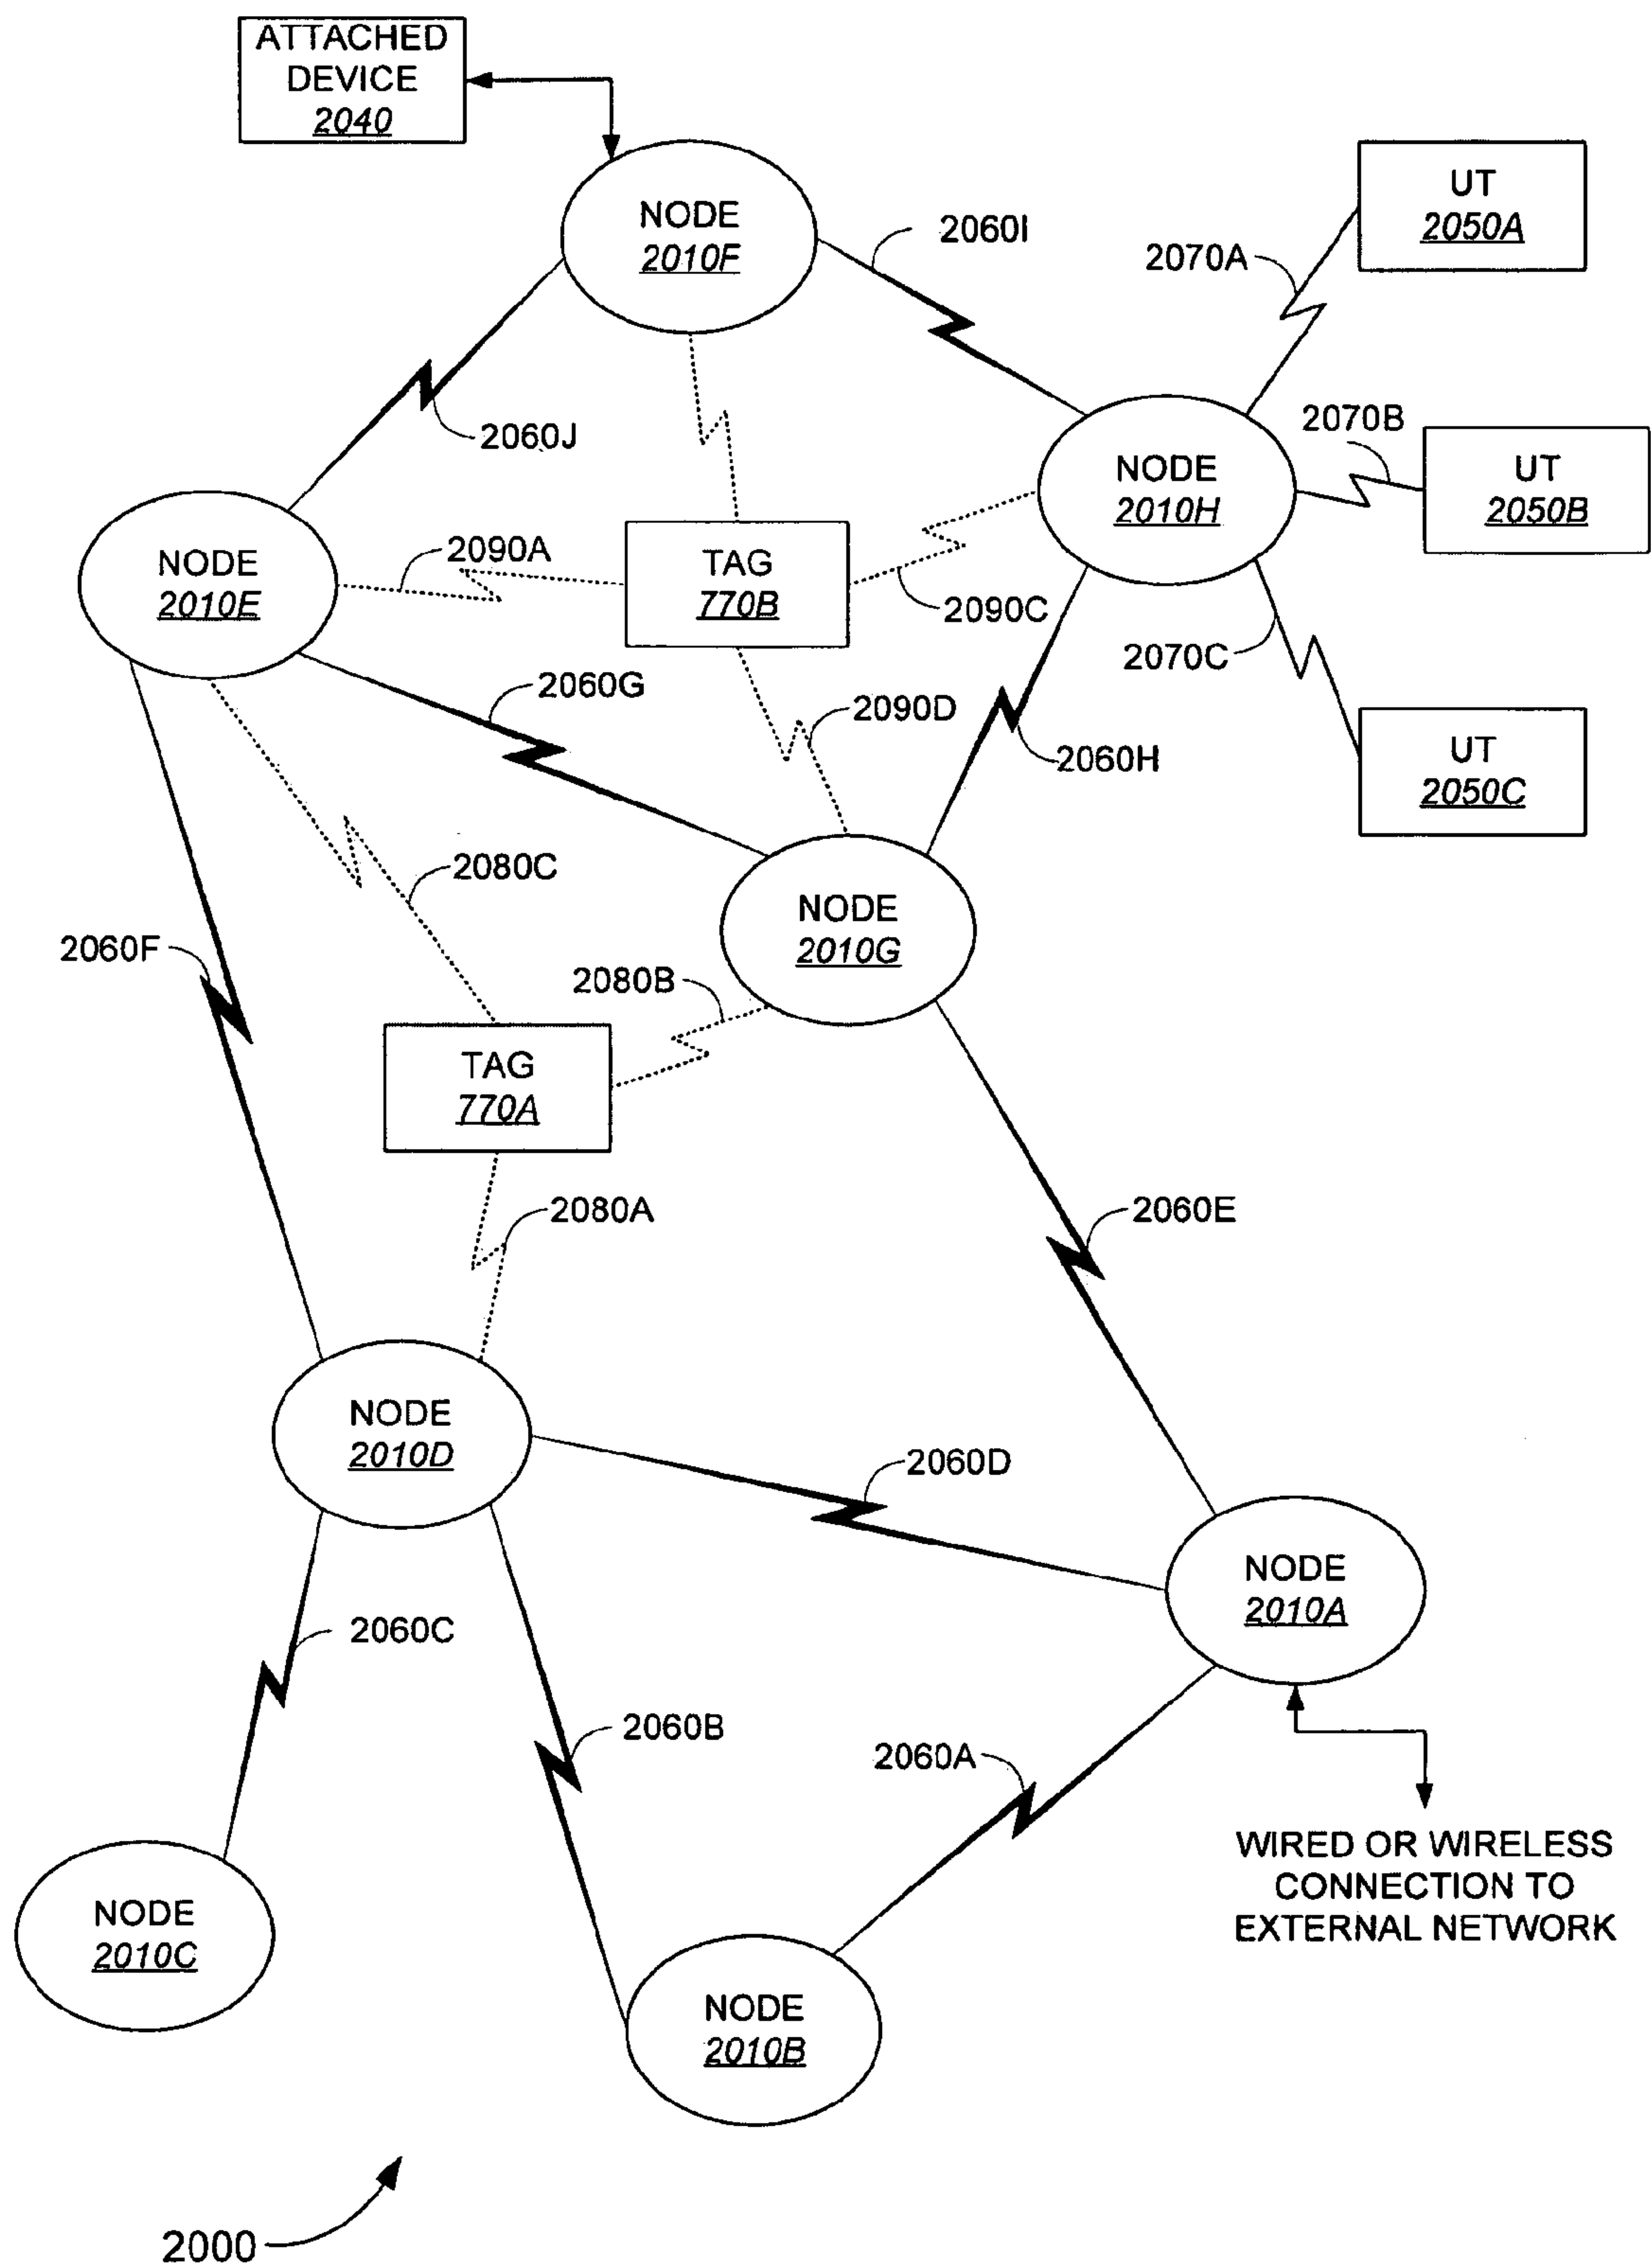 ATTACHED
DEVICE
2040
NODE
2010F
2060I
UT
2050A
2070A
2060J
2070B
NODE
2010H
UT
2050B
NODE
2010E
2090A
TAG
770B
2090C
2070C
2060G
2090D
2060H
UT
2050C
2080C
NODE
2010G
2060F
2080B
TAG
770A
2080A
2060E
NODE
2010D
2060D
NODE
2010A
2060C
2060B
2060A
WIRED OR WIRELESS
CONNECTION TO
EXTERNAL NETWORK
NODE
2010C
NODE
2010B
2000